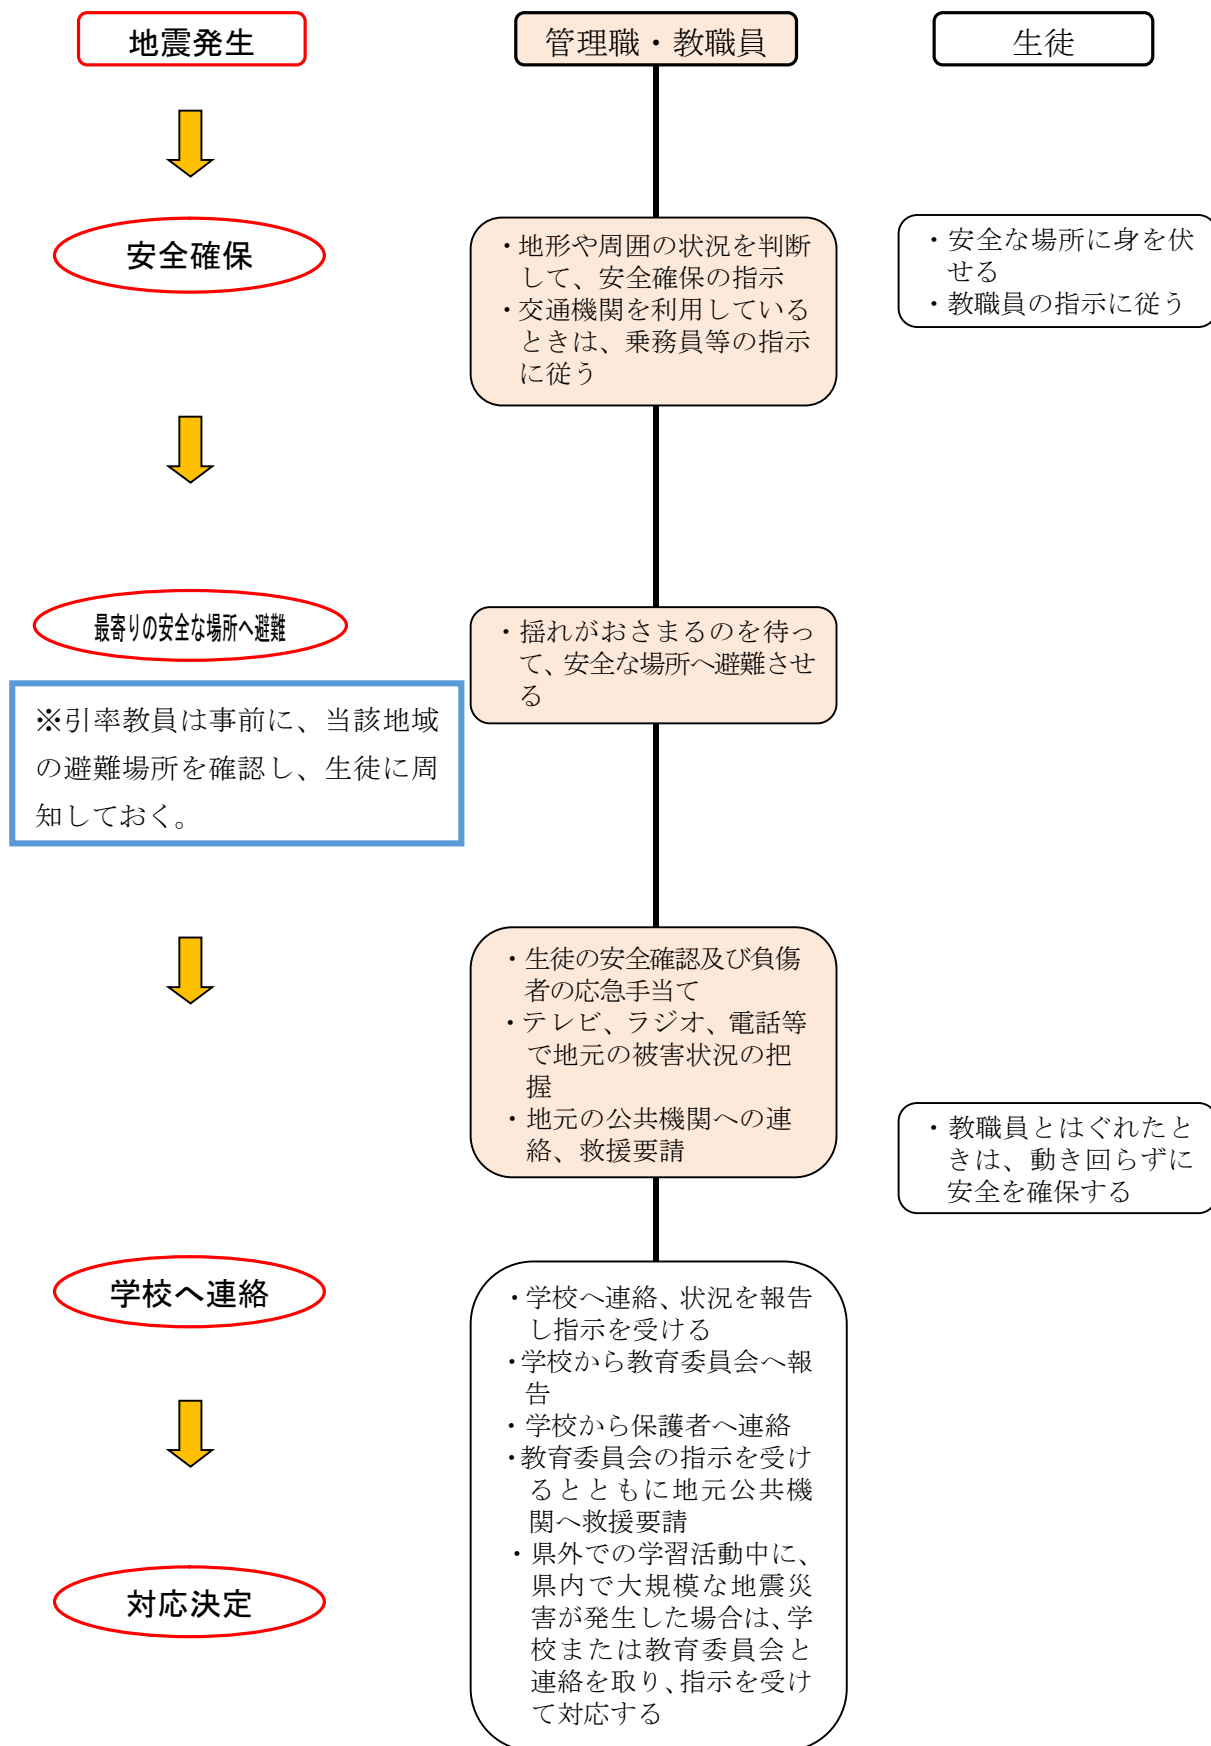 地震発生
管理職・教職員
生徒
安全確保
・地形や周囲の状況を判断
して、安全確保の指示
・交通機関を利用している
ときは、乗務員等の指示
に従う
・安全な場所に身を伏
せる
・教職員の指示に従う
最寄りの安全な場所へ避難
・揺れがおさまるのを待っ
て、安全な場所へ避難させ
る
※引率教員は事前に、当該地域
の避難場所を確認し、生徒に周
知しておく。
・生徒の安全確認及び負傷
者の応急手当て
・テレビ、ラジオ、電話等
で地元の被害状況の把
握
・地元の公共機関への連
絡、救援要請
・教職員とはぐれたと
きは、動き回らずに
安全を確保する
学校へ連絡
・学校へ連絡、状況を報告
し指示を受ける
・学校から教育委員会へ報
告
・学校から保護者へ連絡
・教育委員会の指示を受け
るとともに地元公共機
関へ救援要請
・県外での学習活動中に、
県内で大規模な地震災
害が発生した場合は、学
校または教育委員会と
連絡を取り、指示を受け
て対応する
対応決定